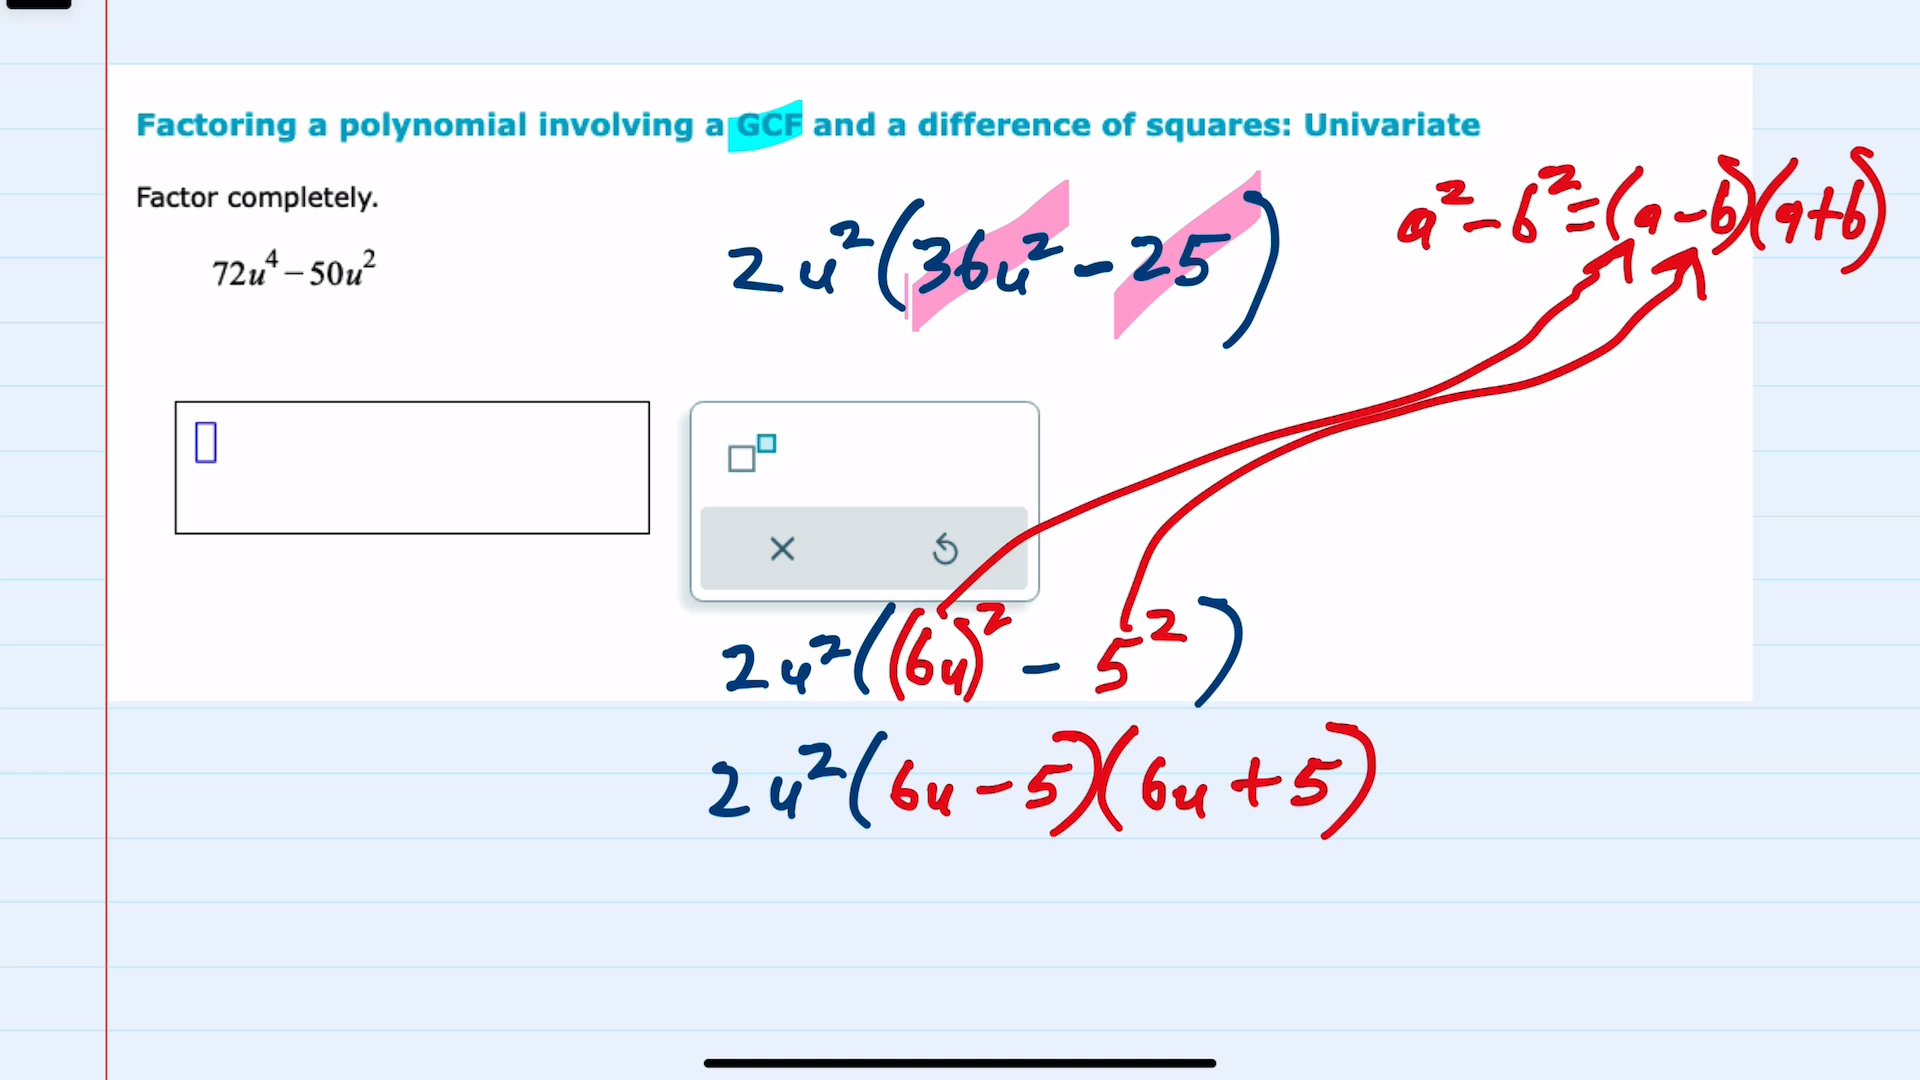 Factoring a polynomial involving a GCF and a difference of squares: Univariate
Factor completely.
72u⁴ – 50u²
2u²(36u² - 25)
a² - b² = (a - b)(a + b)
2u²((6u)² - 5²)
2u²(6u - 5)(6u + 5)